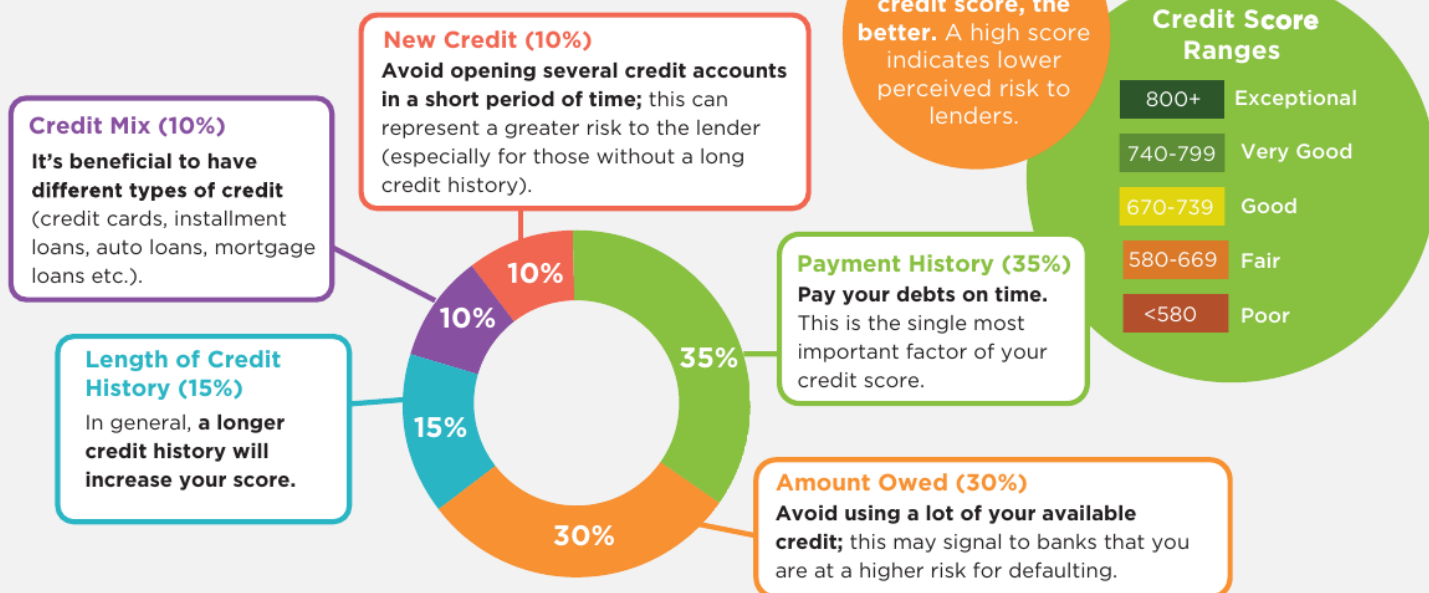 credit score, the
better. A high score
indicates lower
perceived risk to
lenders.
Credit Score
Ranges
800+ Exceptional
740-799 Very Good
670-739 Good
580-669 Fair
<580 Poor
New Credit (10%)
Avoid opening several credit accounts
in a short period of time; this can
represent a greater risk to the lender
(especially for those without a long
credit history).
Credit Mix (10%)
It's beneficial to have
different types of credit
(credit cards, installment
loans, auto loans, mortgage
loans etc.).
Length of Credit
History (15%)
In general, a longer
credit history will
increase your score.
10%
10%
15%
30%
35%
Payment History (35%)
Pay your debts on time.
This is the single most
important factor of your
credit score.
Amount Owed (30%)
Avoid using a lot of your available
credit; this may signal to banks that you
are at a higher risk for defaulting.